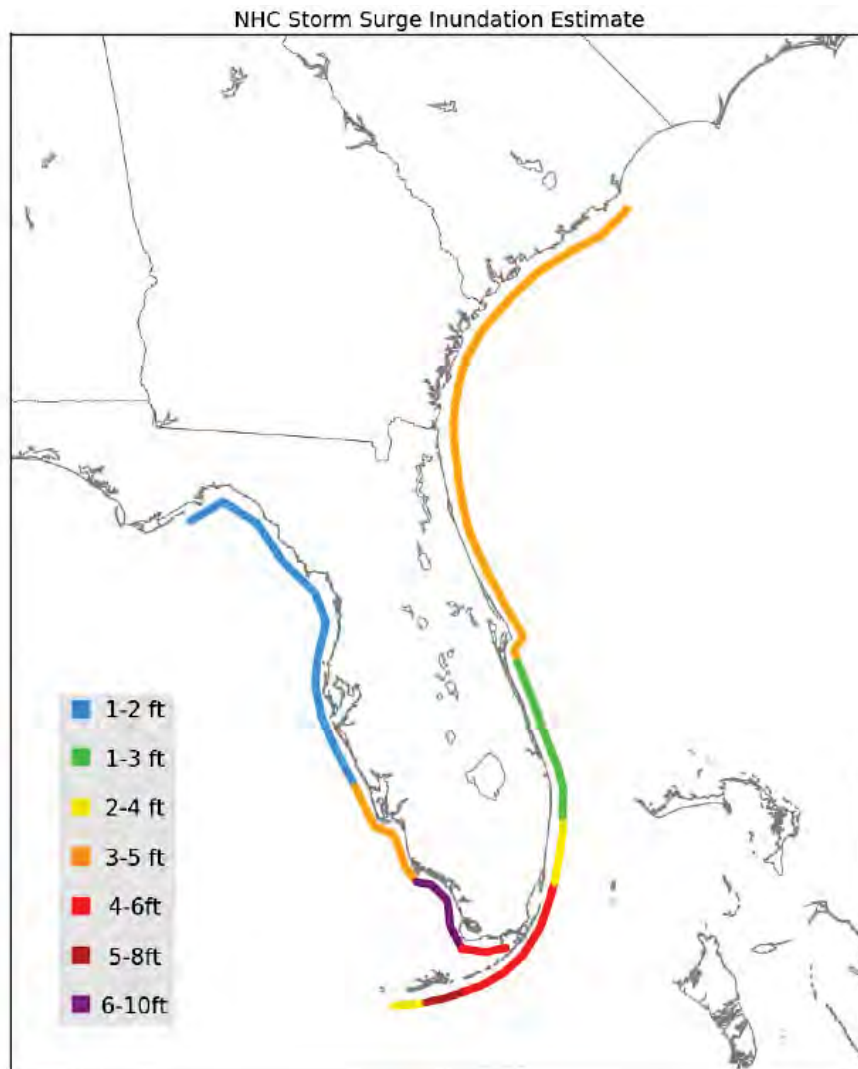 NHC Storm Surge Inundation Estimate
1-2 ft
1-3 ft
2-4 ft
3-5 ft
4-6ft
5-8ft
6-10ft